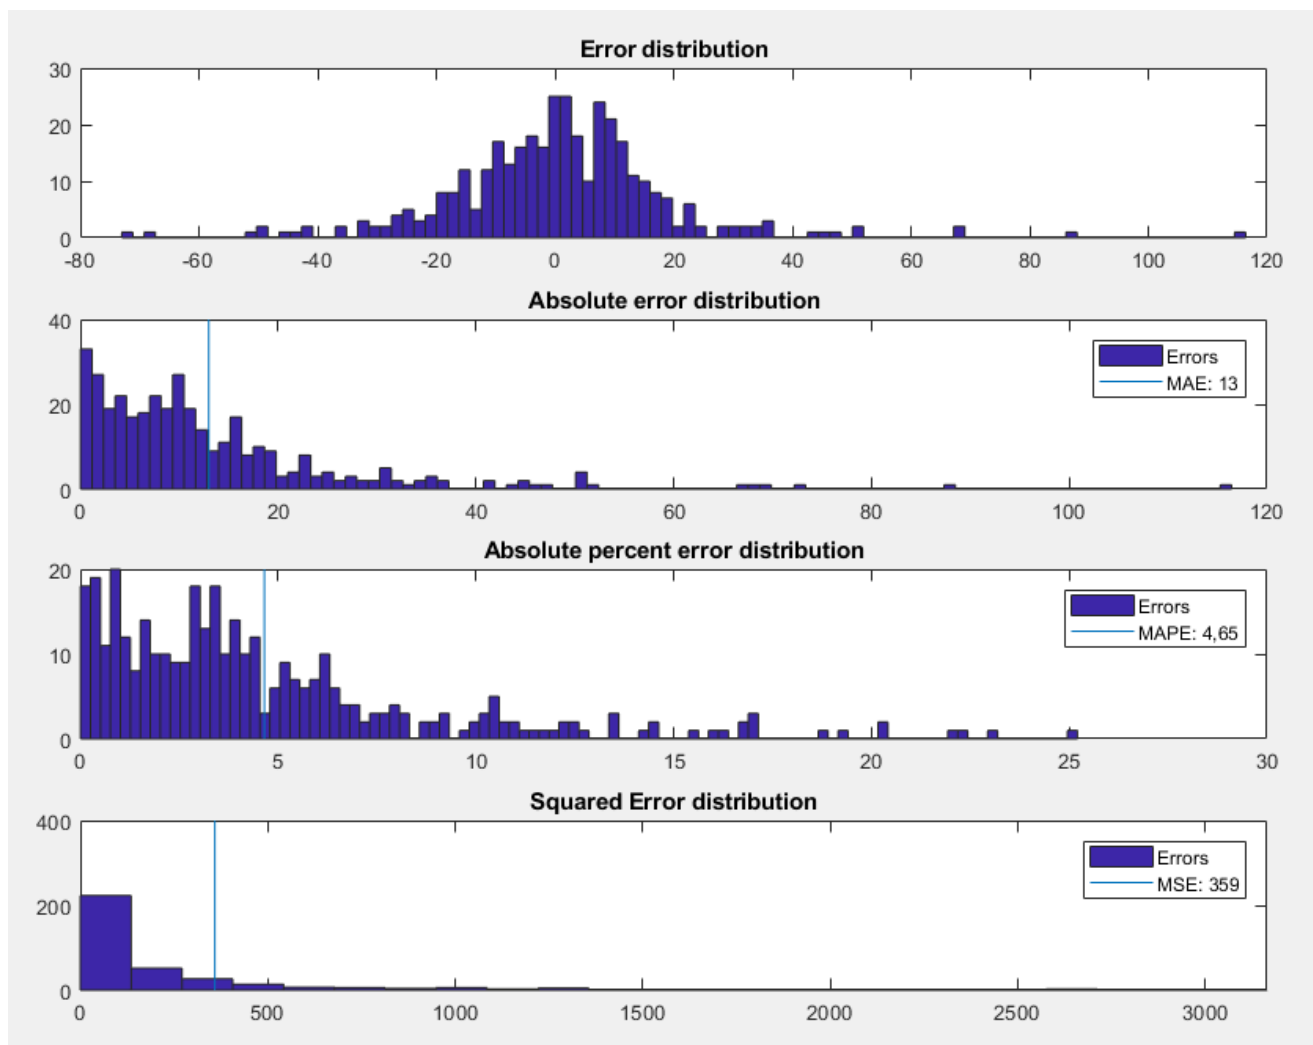 Error distribution
30
20
10
0
-80 -60 -40 -20 0 20 40 60 80 100 120
Absolute error distribution
40
20
0
Errors
MAE: 13
0 20 40 60 80 100 120
Absolute percent error distribution
20
10
0
Errors
MAPE: 4,65
0 5 10 15 20 25 30
Squared Error distribution
400
200
0
Errors
MSE: 359
0 500 1000 1500 2000 2500 3000